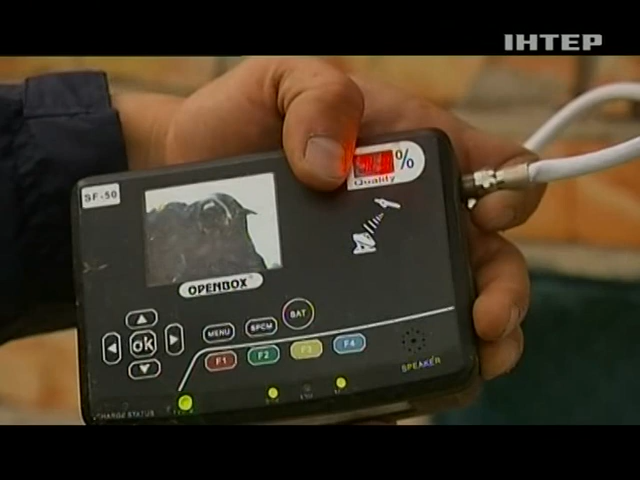 ІНТЕР
%
Quality
SF-50
OPENBOX
MENU
SPCM
BAT
ok
F1
F2
F3
F4
SPEAKER
CHARGE STATUS